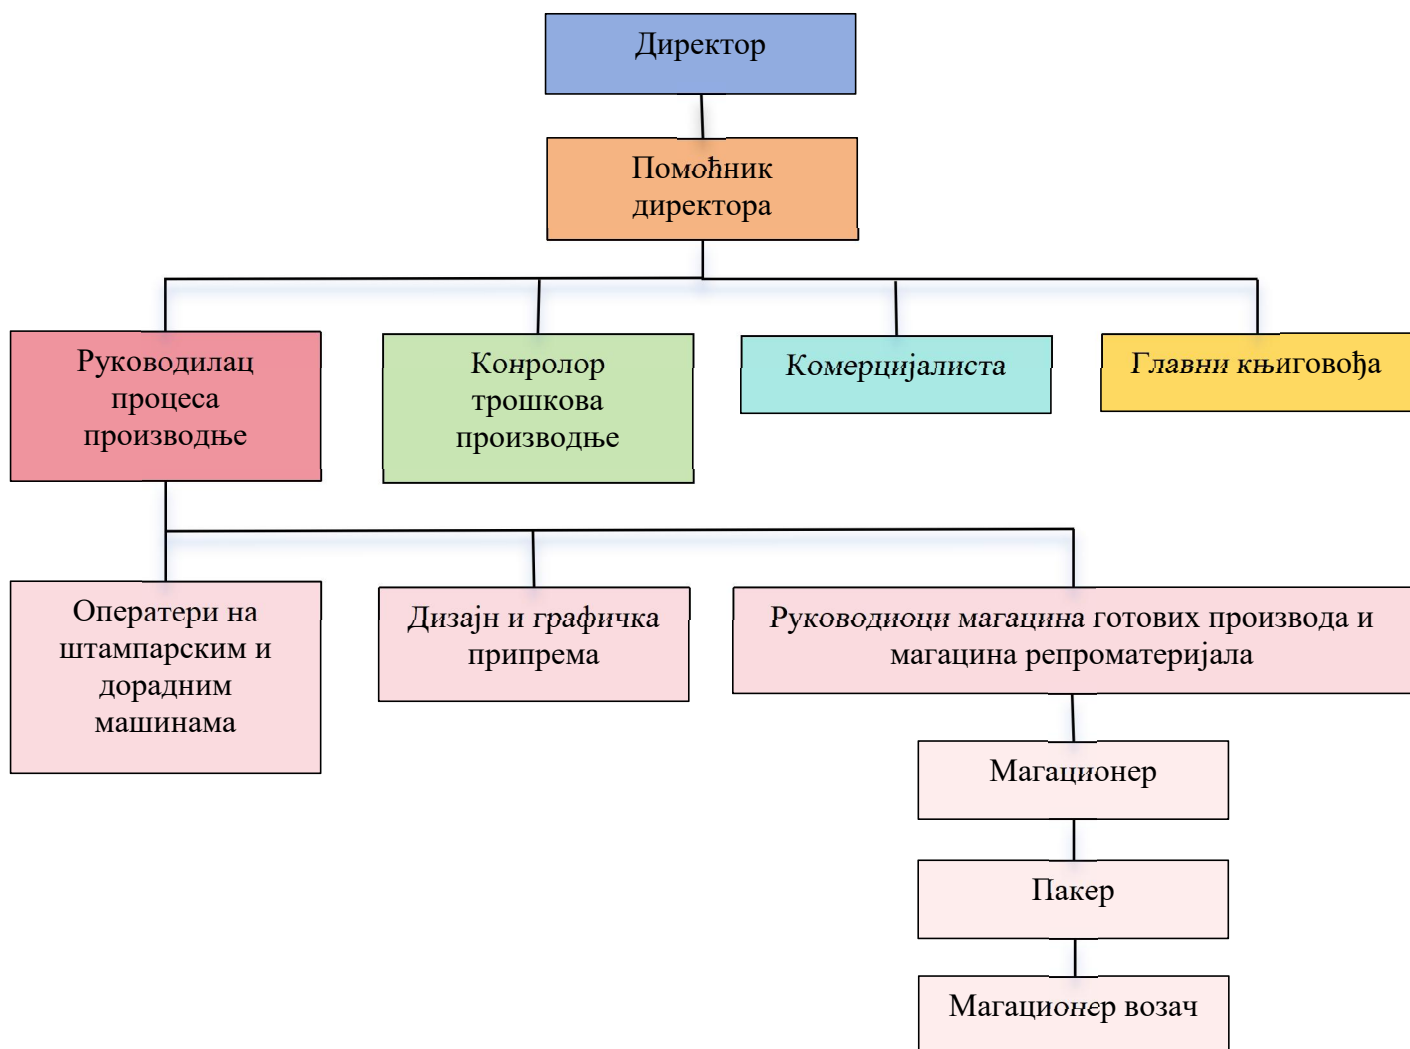 Директор
Помоћник
директора
Руководилац
процеса
производње
Конролор
трошкова
производње
Комерцијалиста
Главни књиговођа
Оператери на
штампарским и
дорадним
машинама
Дизајн и графичка
припрема
Руководиоци магацина готових производа и
магацина репроматеријала
Магационер
Пакер
Магационер возач